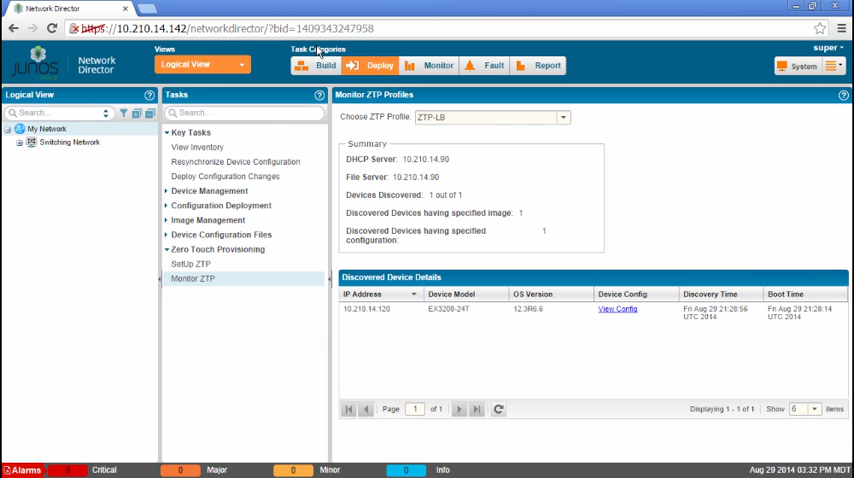 Network Director
https://10.210.14.142/networkdirector/?bid=1409343247958
JUNOS
Network
Director
Views
Logical View
Task Categories
Build
Deploy
Monitor
Fault
Report
super
System
Logical View
Search...
My Network
Switching Network
Tasks
Search...
Key Tasks
View Inventory
Resynchronize Device Configuration
Deploy Configuration Changes
Device Management
Configuration Deployment
Image Management
Device Configuration Files
Zero Touch Provisioning
SetUp ZTP
Monitor ZTP
Monitor ZTP Profiles
Choose ZTP Profile: ZTP-LB
Summary
DHCP Server: 10.210.14.90
File Server: 10.210.14.90
Devices Discovered: 1 out of 1
Discovered Devices having specified image: 1
Discovered Devices having specified 1
configuration:
Discovered Device Details
IP Address Device Model OS Version Device Config Discovery Time Boot Time
10.210.14.120 EX3200-24T 12.3R6.6 View Config Fri Aug 29 21:28:56 Fri Aug 29 21:28:14
UTC 2014 UTC 2014
Page 1 of 1 Displaying 1 - 1 of 1 Show 6 items
Alarms 0 Critical 0 Major 0 Minor 0 Info Aug 29 2014 03:32 PM MDT